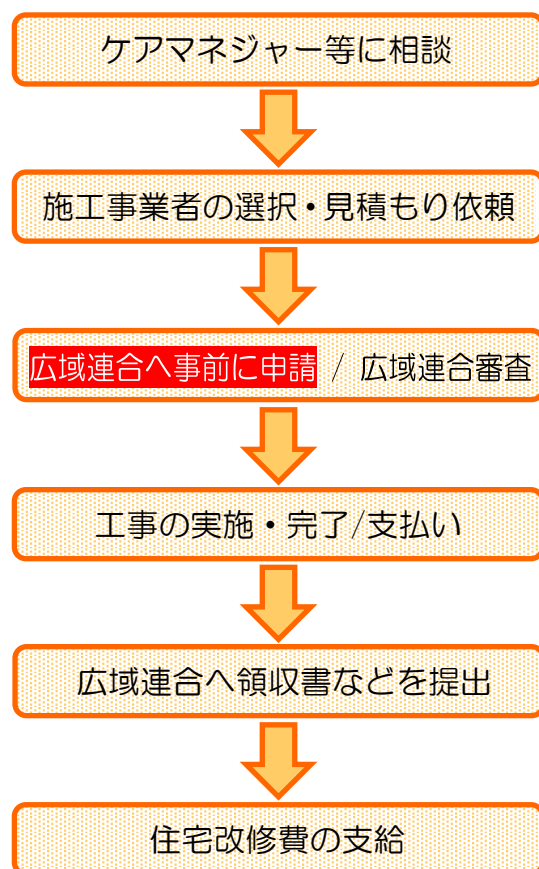 ケアマネジャー等に相談
施工事業者の選択・見積もり依頼
広域連合へ事前に申請 / 広域連合審査
工事の実施・完了/支払い
広域連合へ領収書などを提出
住宅改修費の支給